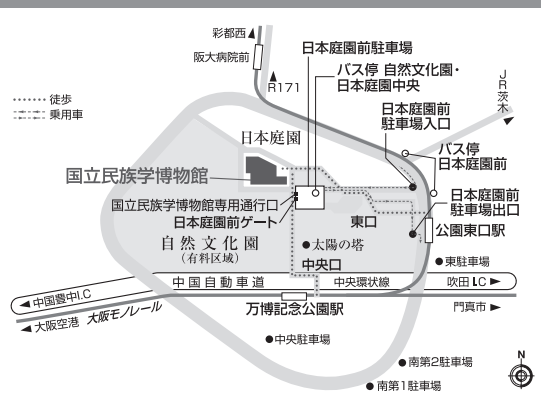 彩都西
阪大病院前
R171
日本庭園前駐車場
バス停 自然文化園・
日本庭園中央
JR茨木
徒歩
乗用車
日本庭園前
駐車場入口
日本庭園
バス停
日本庭園前
国立民族学博物館
国立民族学博物館専用通行口
日本庭園前ゲート
日本庭園前
駐車場出口
東口
公園東口駅
自然文化園
(有料区域)
太陽の塔
中央口
東駐車場
中国自動車道
中央環状線
吹田I.C
中国豊中I.C
大阪空港
大阪モノレール
万博記念公園駅
門真市
中央駐車場
南第2駐車場
南第1駐車場
N